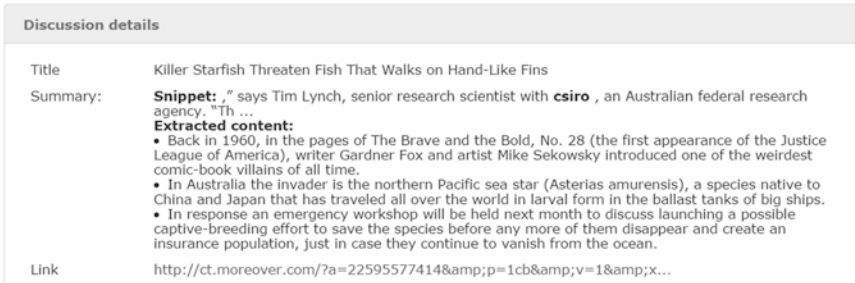 Discussion details
Title Killer Starfish Threaten Fish That Walks on Hand-Like Fins
Summary: Snippet: ,” says Tim Lynch, senior research scientist with csiro , an Australian federal research
agency. “Th ...
Extracted content:
• Back in 1960, in the pages of The Brave and the Bold, No. 28 (the first appearance of the Justice
League of America), writer Gardner Fox and artist Mike Sekowsky introduced one of the weirdest
comic-book villains of all time.
• In Australia the invader is the northern Pacific sea star (Asterias amurensis), a species native to
China and Japan that has traveled all over the world in larval form in the ballast tanks of big ships.
• In response an emergency workshop will be held next month to discuss launching a possible
captive-breeding effort to save the species before any more of them disappear and create an
insurance population, just in case they continue to vanish from the ocean.
Link http://ct.moreover.com/?a=22595577414&amp;p=1cb&amp;v=1&amp;x...